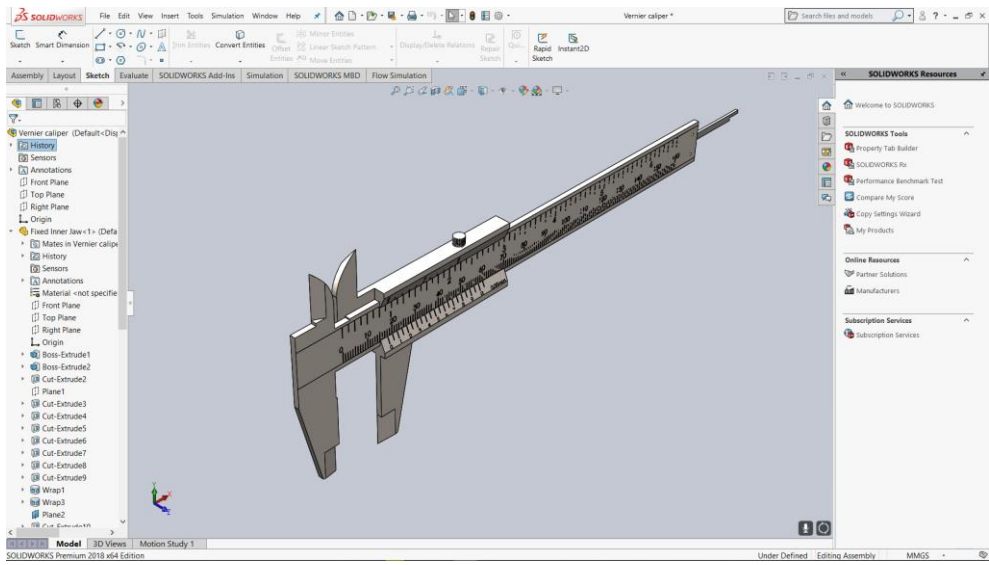 SOLIDWORKS File Edit View Insert Tools Simulation Window Help Vernier caliper * Search files and models
Sketch Smart Dimension Trim Entities Convert Entities Offset Entities Mirror Entities Linear Sketch Pattern Move Entities Display/Delete Relations Repair Sketch Rapid Sketch Instant2D
Assembly Layout Sketch Evaluate SOLIDWORKS Add-Ins Simulation SOLIDWORKS MBD Flow Simulation
SOLIDWORKS Resources
Vernier caliper (Default<Disp
History
Sensors
Annotations
Front Plane
Top Plane
Right Plane
Origin
Fixed Inner Jaw<1> (Defa
Mates in Vernier calipe
History
Sensors
Annotations
Material <not specifie
Front Plane
Top Plane
Right Plane
Origin
Boss-Extrude1
Boss-Extrude2
Cut-Extrude2
Plane1
Cut-Extrude3
Cut-Extrude4
Cut-Extrude5
Cut-Extrude6
Cut-Extrude7
Cut-Extrude8
Cut-Extrude9
Wrap1
Wrap3
Plane2
Cut-Extrude10
Welcome to SOLIDWORKS
SOLIDWORKS Tools
Property Tab Builder
SOLIDWORKS Rx
Performance Benchmark Test
Compare My Score
Copy Settings Wizard
My Products
Online Resources
Partner Solutions
Manufacturers
Subscription Services
Subscription Services
Model 3D Views Motion Study 1
SOLIDWORKS Premium 2018 x64 Edition Under Defined Editing Assembly MMGS